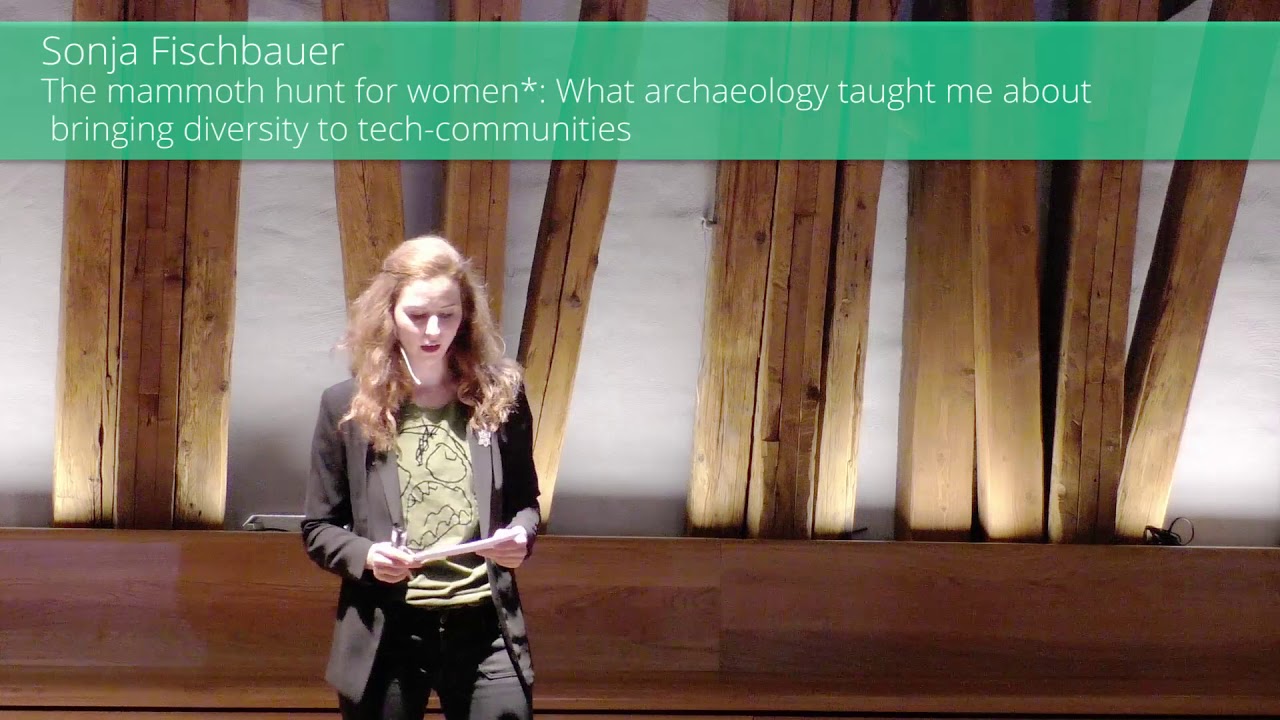 Sonja Fischbauer
The mammoth hunt for women*: What archaeology taught me about
bringing diversity to tech-communities